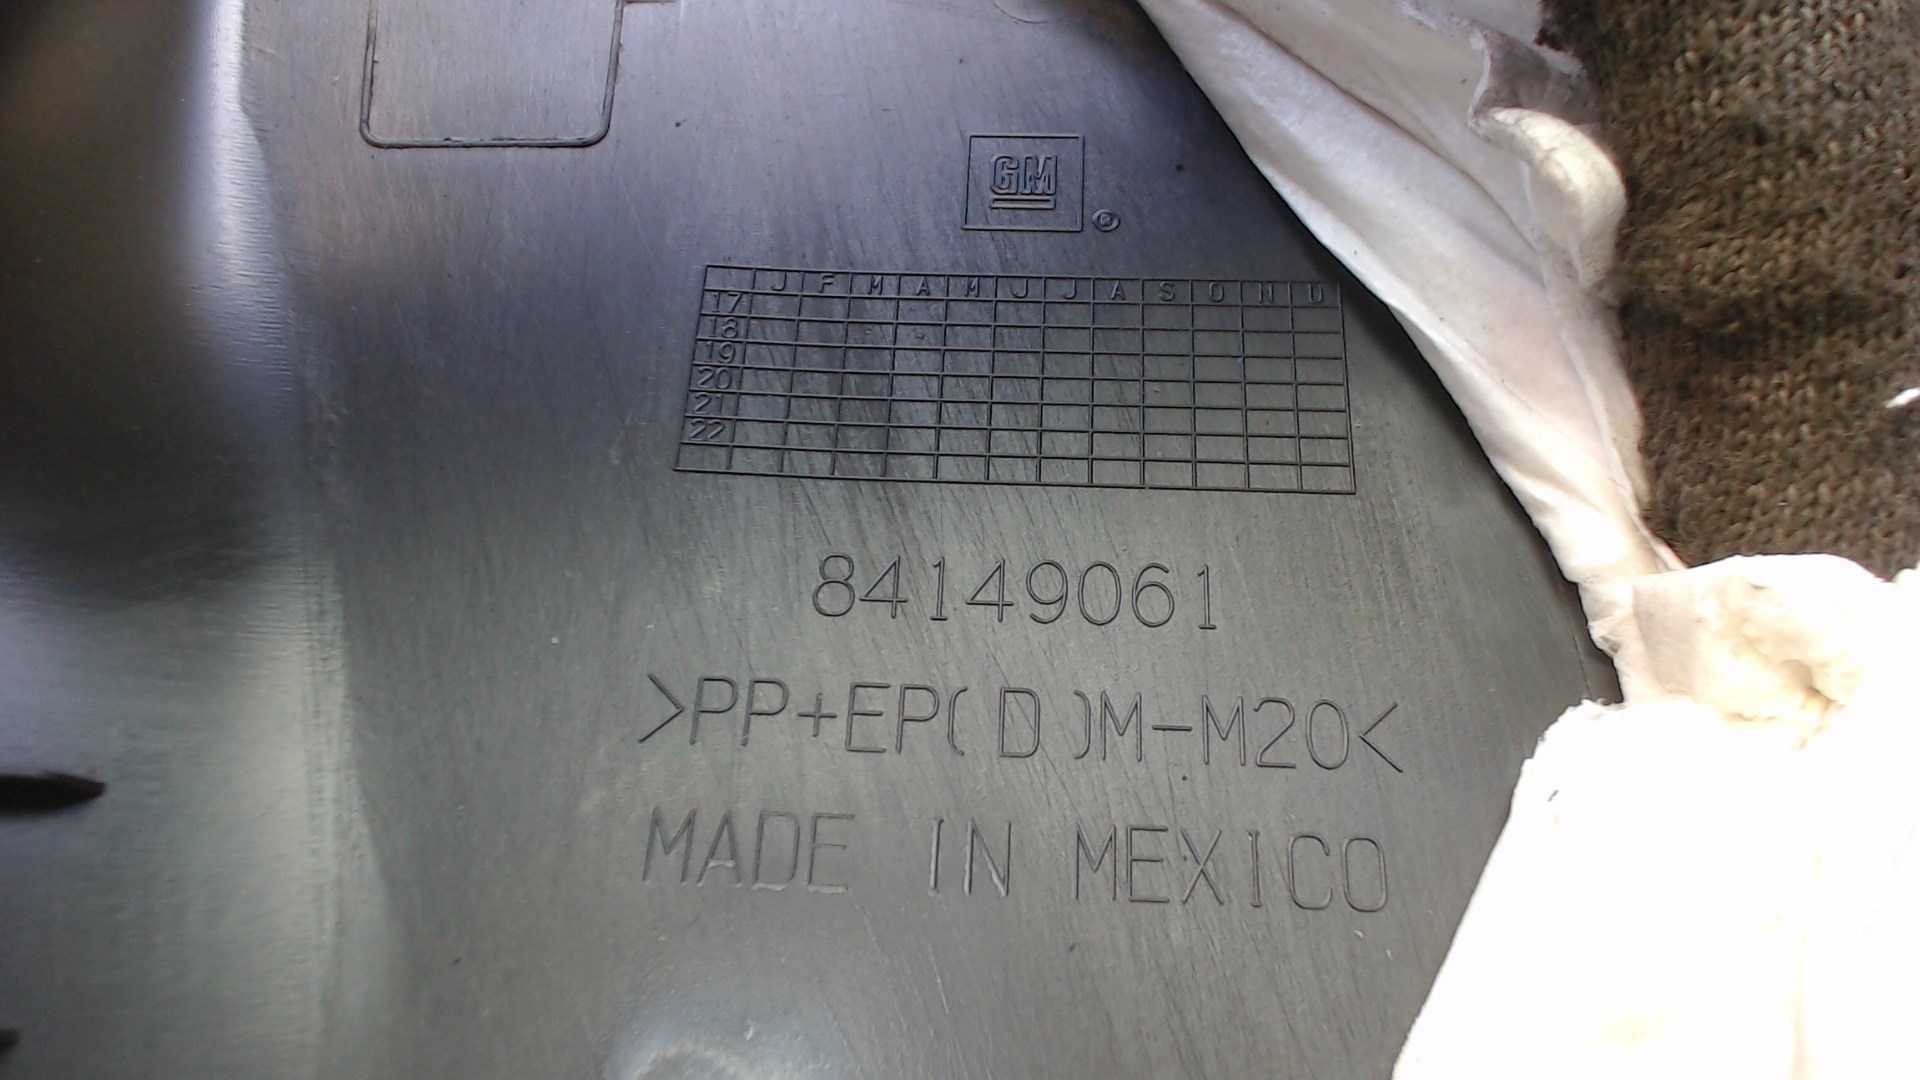 GM
®
J F M A M J J A S O N D
17
18
19
20
21
22
84149061
>PP+EP(D)M-M20<
MADE IN MEXICO